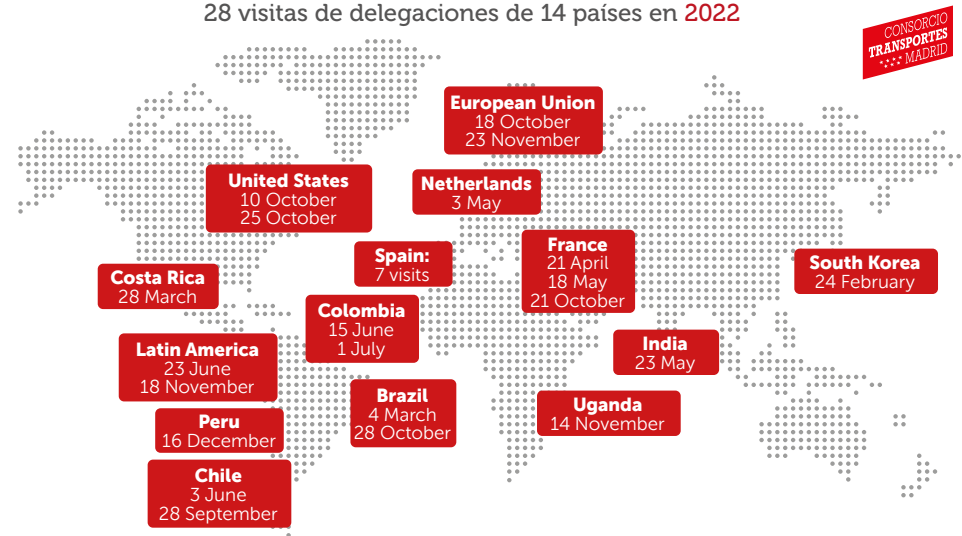 28 visitas de delegaciones de 14 países en 2022
CONSORCIO
TRANSPORTES
MADRID
European Union
18 October
23 November
United States
10 October
25 October
Netherlands
3 May
Spain:
7 visits
France
21 April
18 May
21 October
South Korea
24 February
Costa Rica
28 March
Colombia
15 June
1 July
Latin America
23 June
18 November
India
23 May
Brazil
4 March
28 October
Uganda
14 November
Peru
16 December
Chile
3 June
28 September